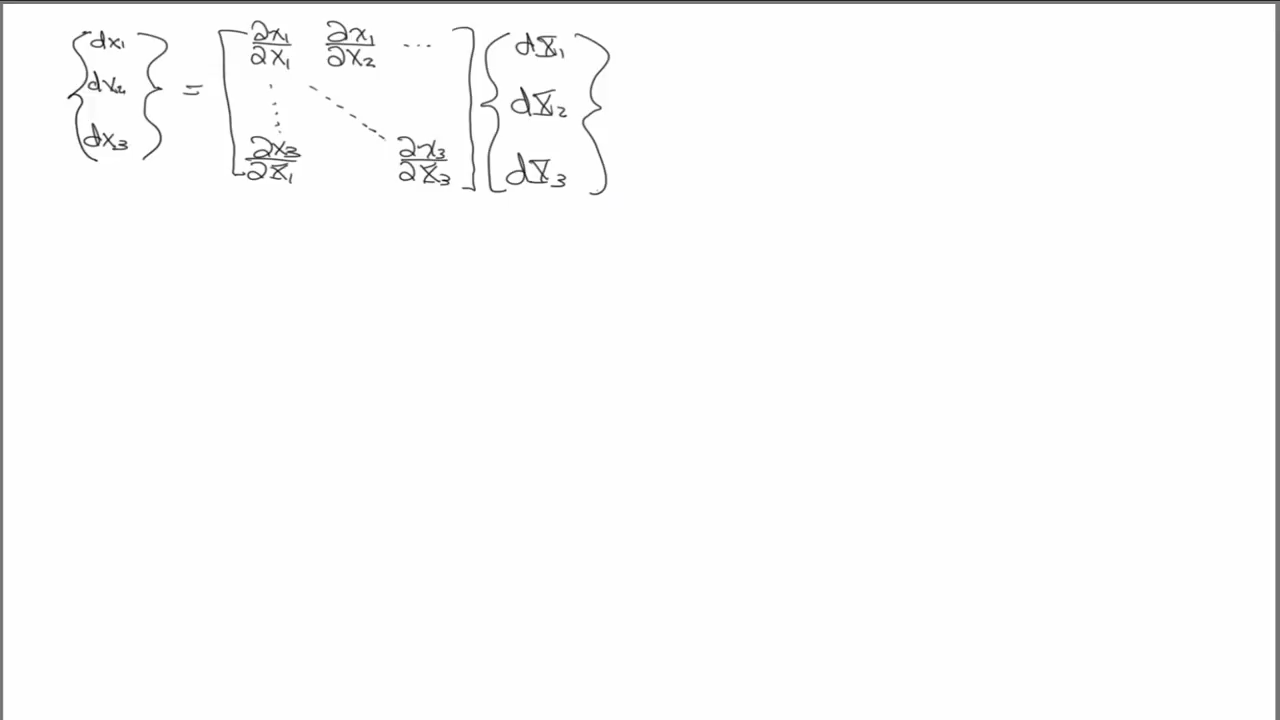 {dx₁ dx₂ dx₃} = [∂x₁/∂X₁ ∂x₁/∂X₂ ... ∂x₃/∂X₁ ∂x₃/∂X₃] {dX₁ dX₂ dX₃}